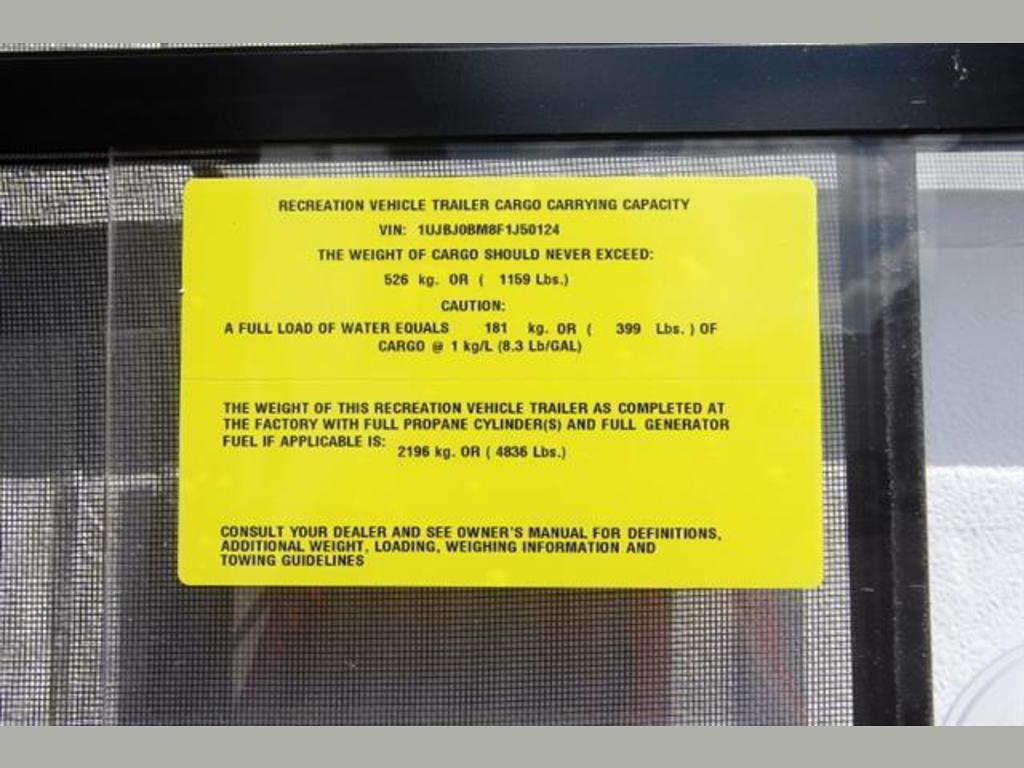 RECREATION VEHICLE TRAILER CARGO CARRYING CAPACITY
VIN: 1UJBJ0BM8F1J50124
THE WEIGHT OF CARGO SHOULD NEVER EXCEED:
526 kg. OR ( 1159 Lbs.)
CAUTION:
A FULL LOAD OF WATER EQUALS 181 kg. OR ( 399 Lbs. ) OF
CARGO @ 1 kg/L (8.3 Lb/GAL)
THE WEIGHT OF THIS RECREATION VEHICLE TRAILER AS COMPLETED AT
THE FACTORY WITH FULL PROPANE CYLINDER(S) AND FULL GENERATOR
FUEL IF APPLICABLE IS: 2196 kg. OR ( 4836 Lbs.)
CONSULT YOUR DEALER AND SEE OWNER'S MANUAL FOR DEFINITIONS,
ADDITIONAL WEIGHT, LOADING, WEIGHING INFORMATION AND
TOWING GUIDELINES